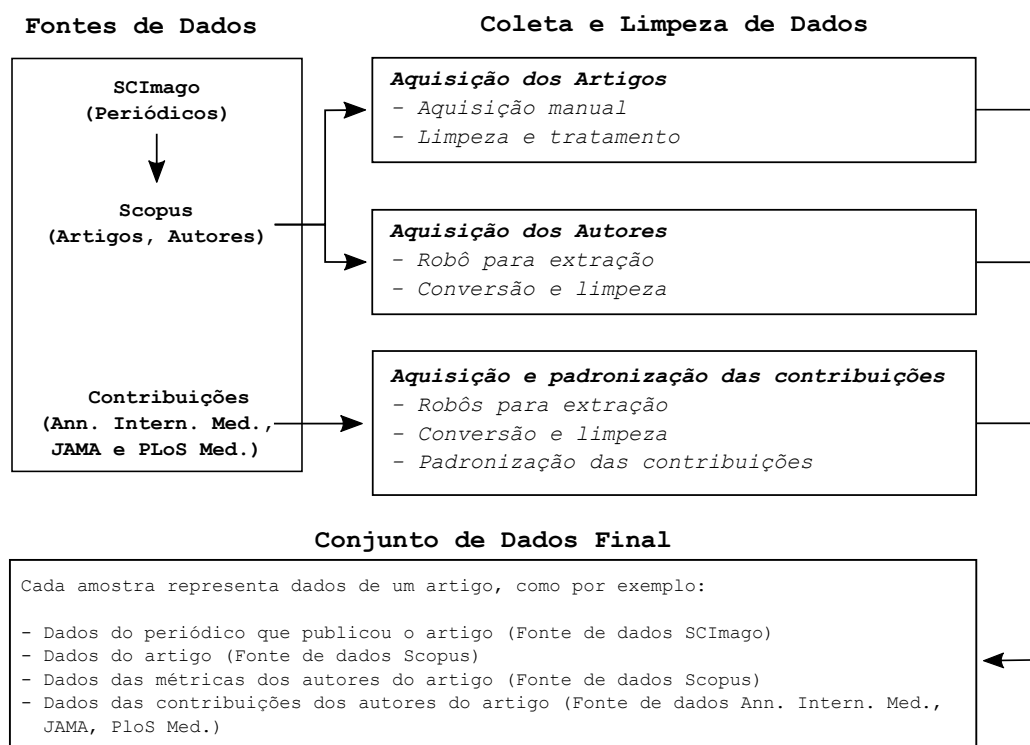 Fontes de Dados
Coleta e Limpeza de Dados
SCImago
(Periódicos)
Scopus
(Artigos, Autores)
Contribuições
(Ann. Intern. Med.,
JAMA e PLoS Med.)
Aquisição dos Artigos
- Aquisição manual
- Limpeza e tratamento
Aquisição dos Autores
- Robô para extração
- Conversão e limpeza
Aquisição e padronização das contribuições
- Robôs para extração
- Conversão e limpeza
- Padronização das contribuições
Conjunto de Dados Final
Cada amostra representa dados de um artigo, como por exemplo:
- Dados do periódico que publicou o artigo (Fonte de dados SCImago)
- Dados do artigo (Fonte de dados Scopus)
- Dados das métricas dos autores do artigo (Fonte de dados Scopus)
- Dados das contribuições dos autores do artigo (Fonte de dados Ann. Intern. Med.,
JAMA, PloS Med.)